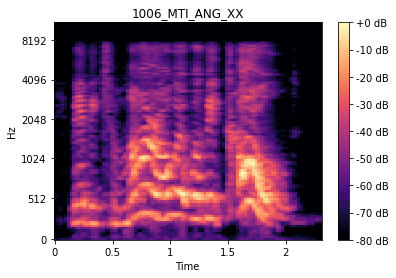 1006_MTI_ANG_XX
+0 dB
8192
-10 dB
4096
-20 dB
-30 dB
2048
Hz
-40 dB
1024
-50 dB
512
-60 dB
-70 dB
0
-80 dB
0 0.5 1 1.5 2
Time